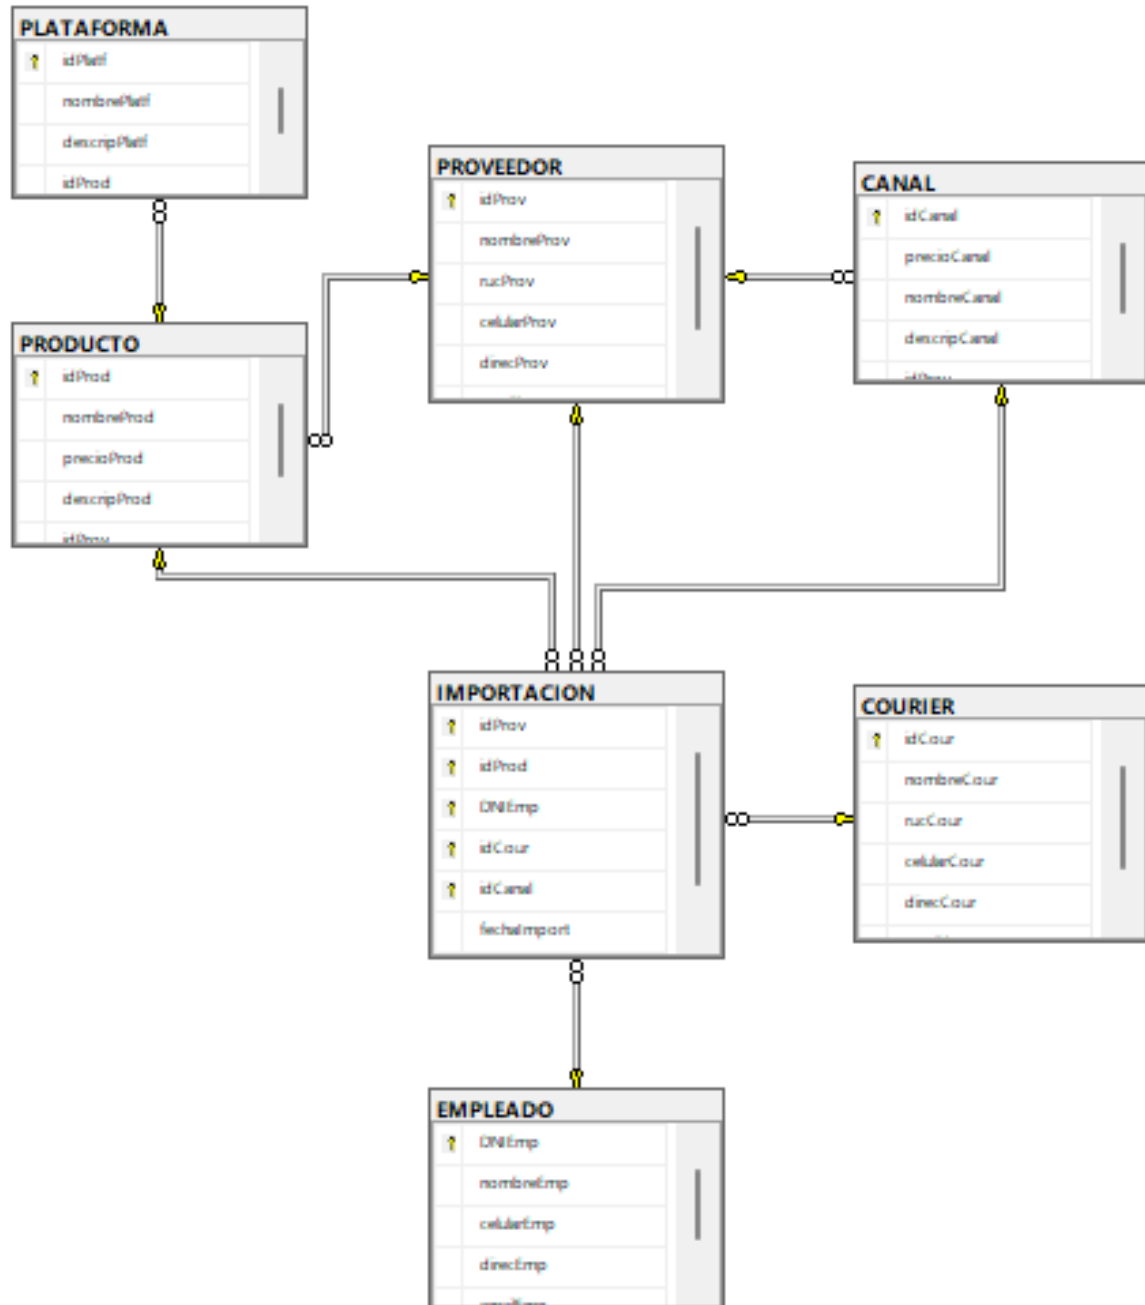 PLATAFORMA
idPlatf
nombrePlatf
descripPlatf
idProd
PROVEEDOR
idProv
nombreProv
rucProv
celularProv
direcProv
CANAL
idCanal
precioCanal
nombreCanal
descripCanal
idProv
PRODUCTO
idProd
nombreProd
precioProd
descripProd
idProv
IMPORTACION
idProv
idProd
DNIEmp
idCour
idCanal
fechaImport
COURIER
idCour
nombreCour
rucCour
celularCour
direcCour
EMPLEADO
DNIEmp
nombreEmp
celularEmp
direcEmp